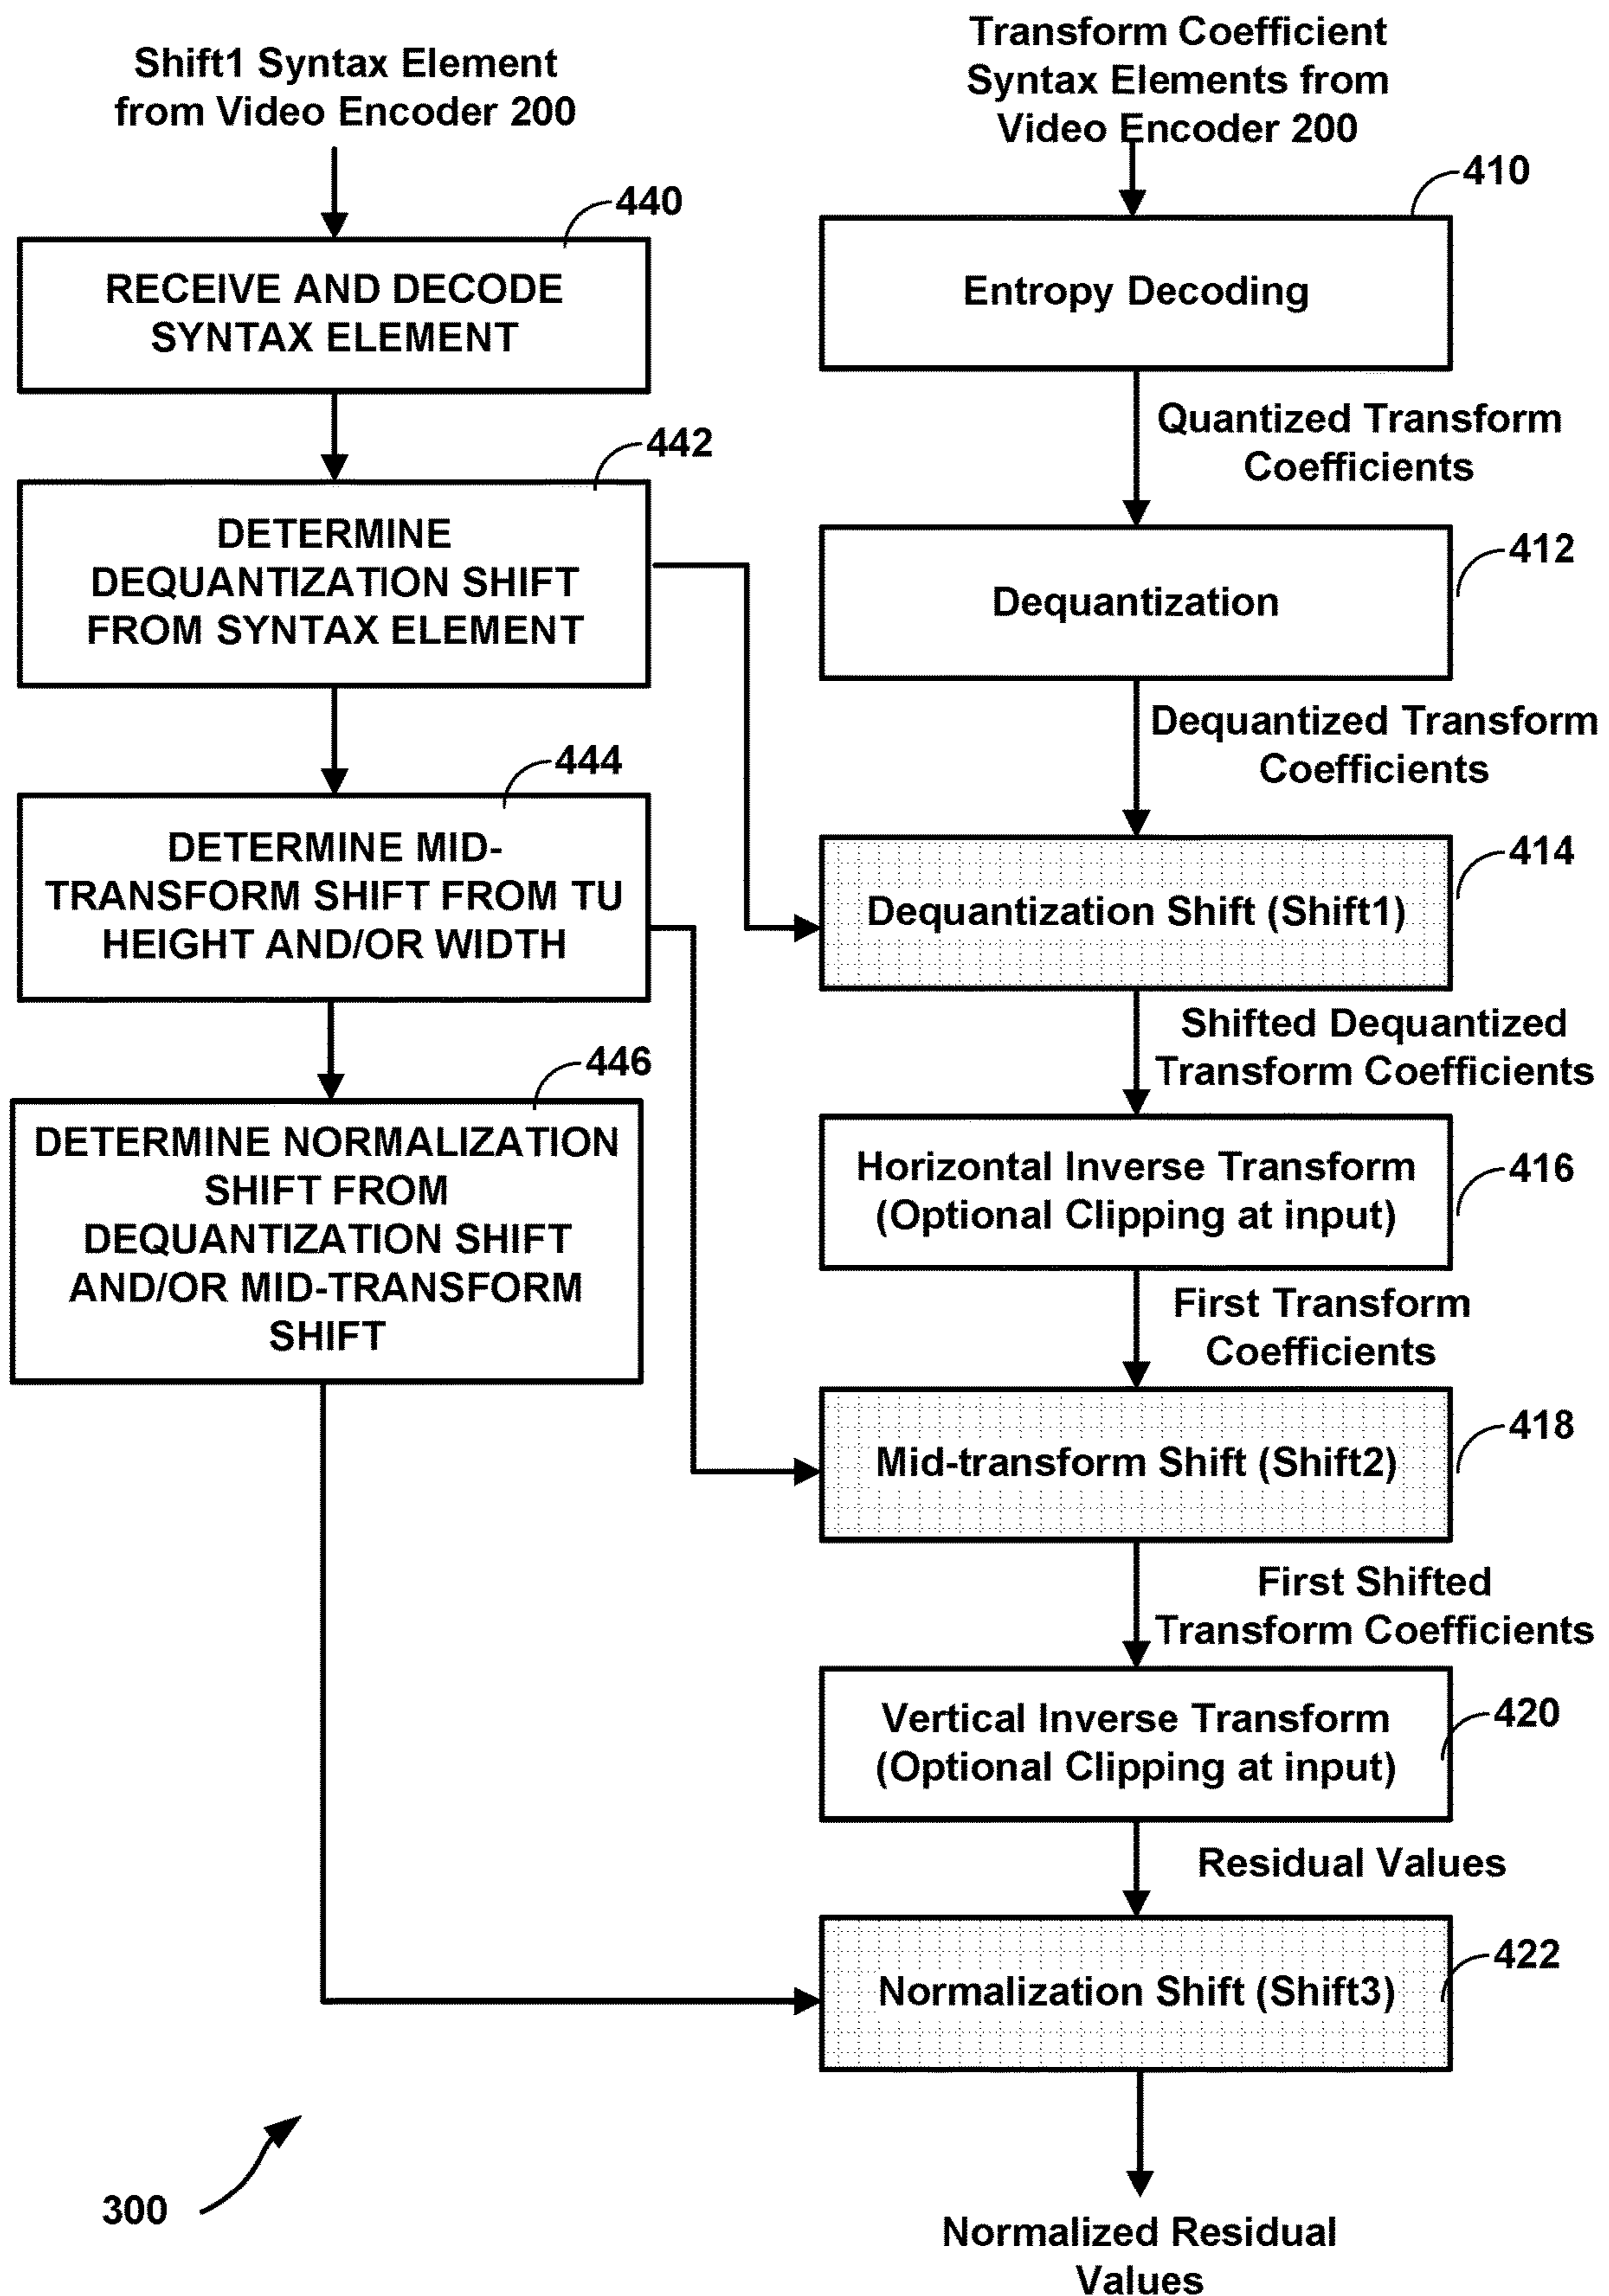 Shift1 Syntax Element
from Video Encoder 200
440
RECEIVE AND DECODE
SYNTAX ELEMENT
442
DETERMINE
DEQUANTIZATION SHIFT
FROM SYNTAX ELEMENT
444
DETERMINE MID-
TRANSFORM SHIFT FROM TU
HEIGHT AND/OR WIDTH
446
DETERMINE NORMALIZATION
SHIFT FROM
DEQUANTIZATION SHIFT
AND/OR MID-TRANSFORM
SHIFT
300
Transform Coefficient
Syntax Elements from
Video Encoder 200
410
Entropy Decoding
Quantized Transform
Coefficients
412
Dequantization
Dequantized Transform
Coefficients
414
Dequantization Shift (Shift1)
Shifted Dequantized
Transform Coefficients
416
Horizontal Inverse Transform
(Optional Clipping at input)
First Transform
Coefficients
418
Mid-transform Shift (Shift2)
First Shifted
Transform Coefficients
420
Vertical Inverse Transform
(Optional Clipping at input)
Residual Values
422
Normalization Shift (Shift3)
Normalized Residual
Values